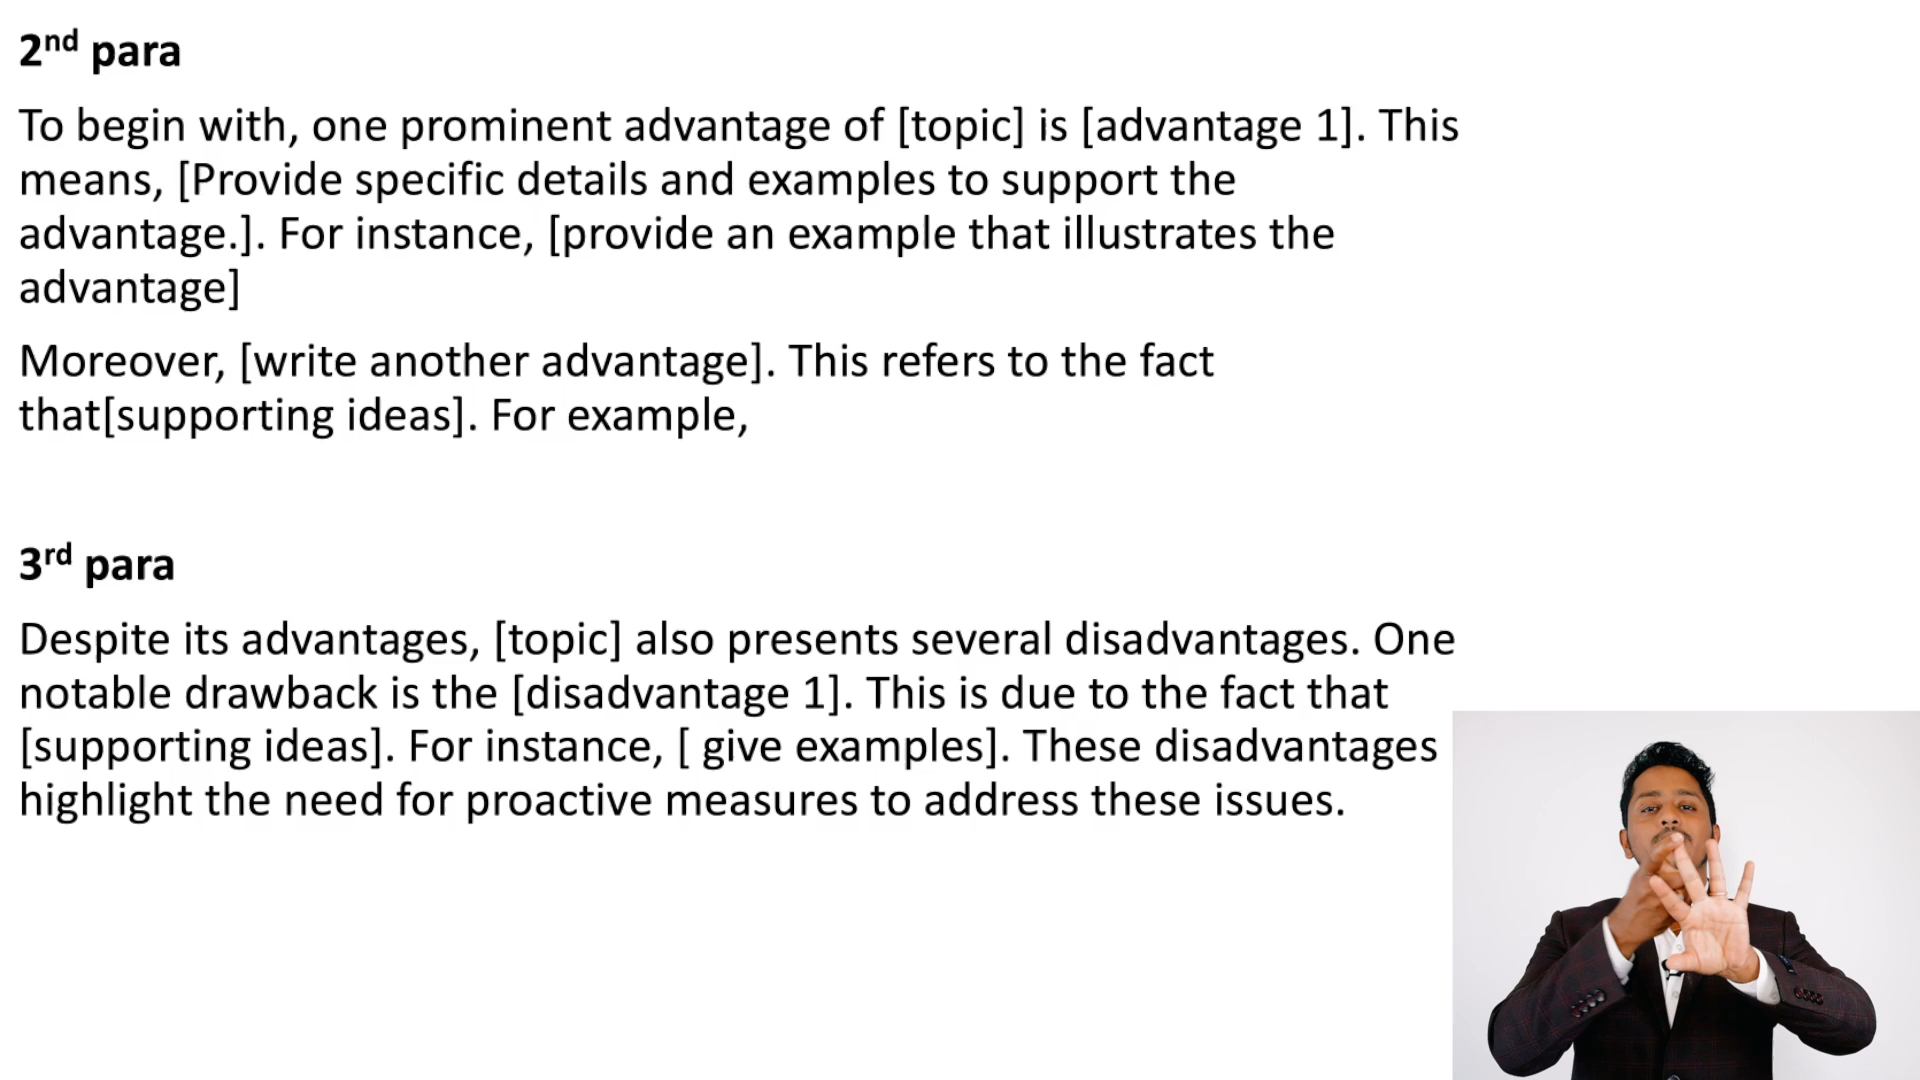 2nd para
To begin with, one prominent advantage of [topic] is [advantage 1]. This
means, [Provide specific details and examples to support the
advantage.]. For instance, [provide an example that illustrates the
advantage]
Moreover, [write another advantage]. This refers to the fact
that[supporting ideas]. For example,
3rd para
Despite its advantages, [topic] also presents several disadvantages. One
notable drawback is the [disadvantage 1]. This is due to the fact that
[supporting ideas]. For instance, [ give examples]. These disadvantages
highlight the need for proactive measures to address these issues.